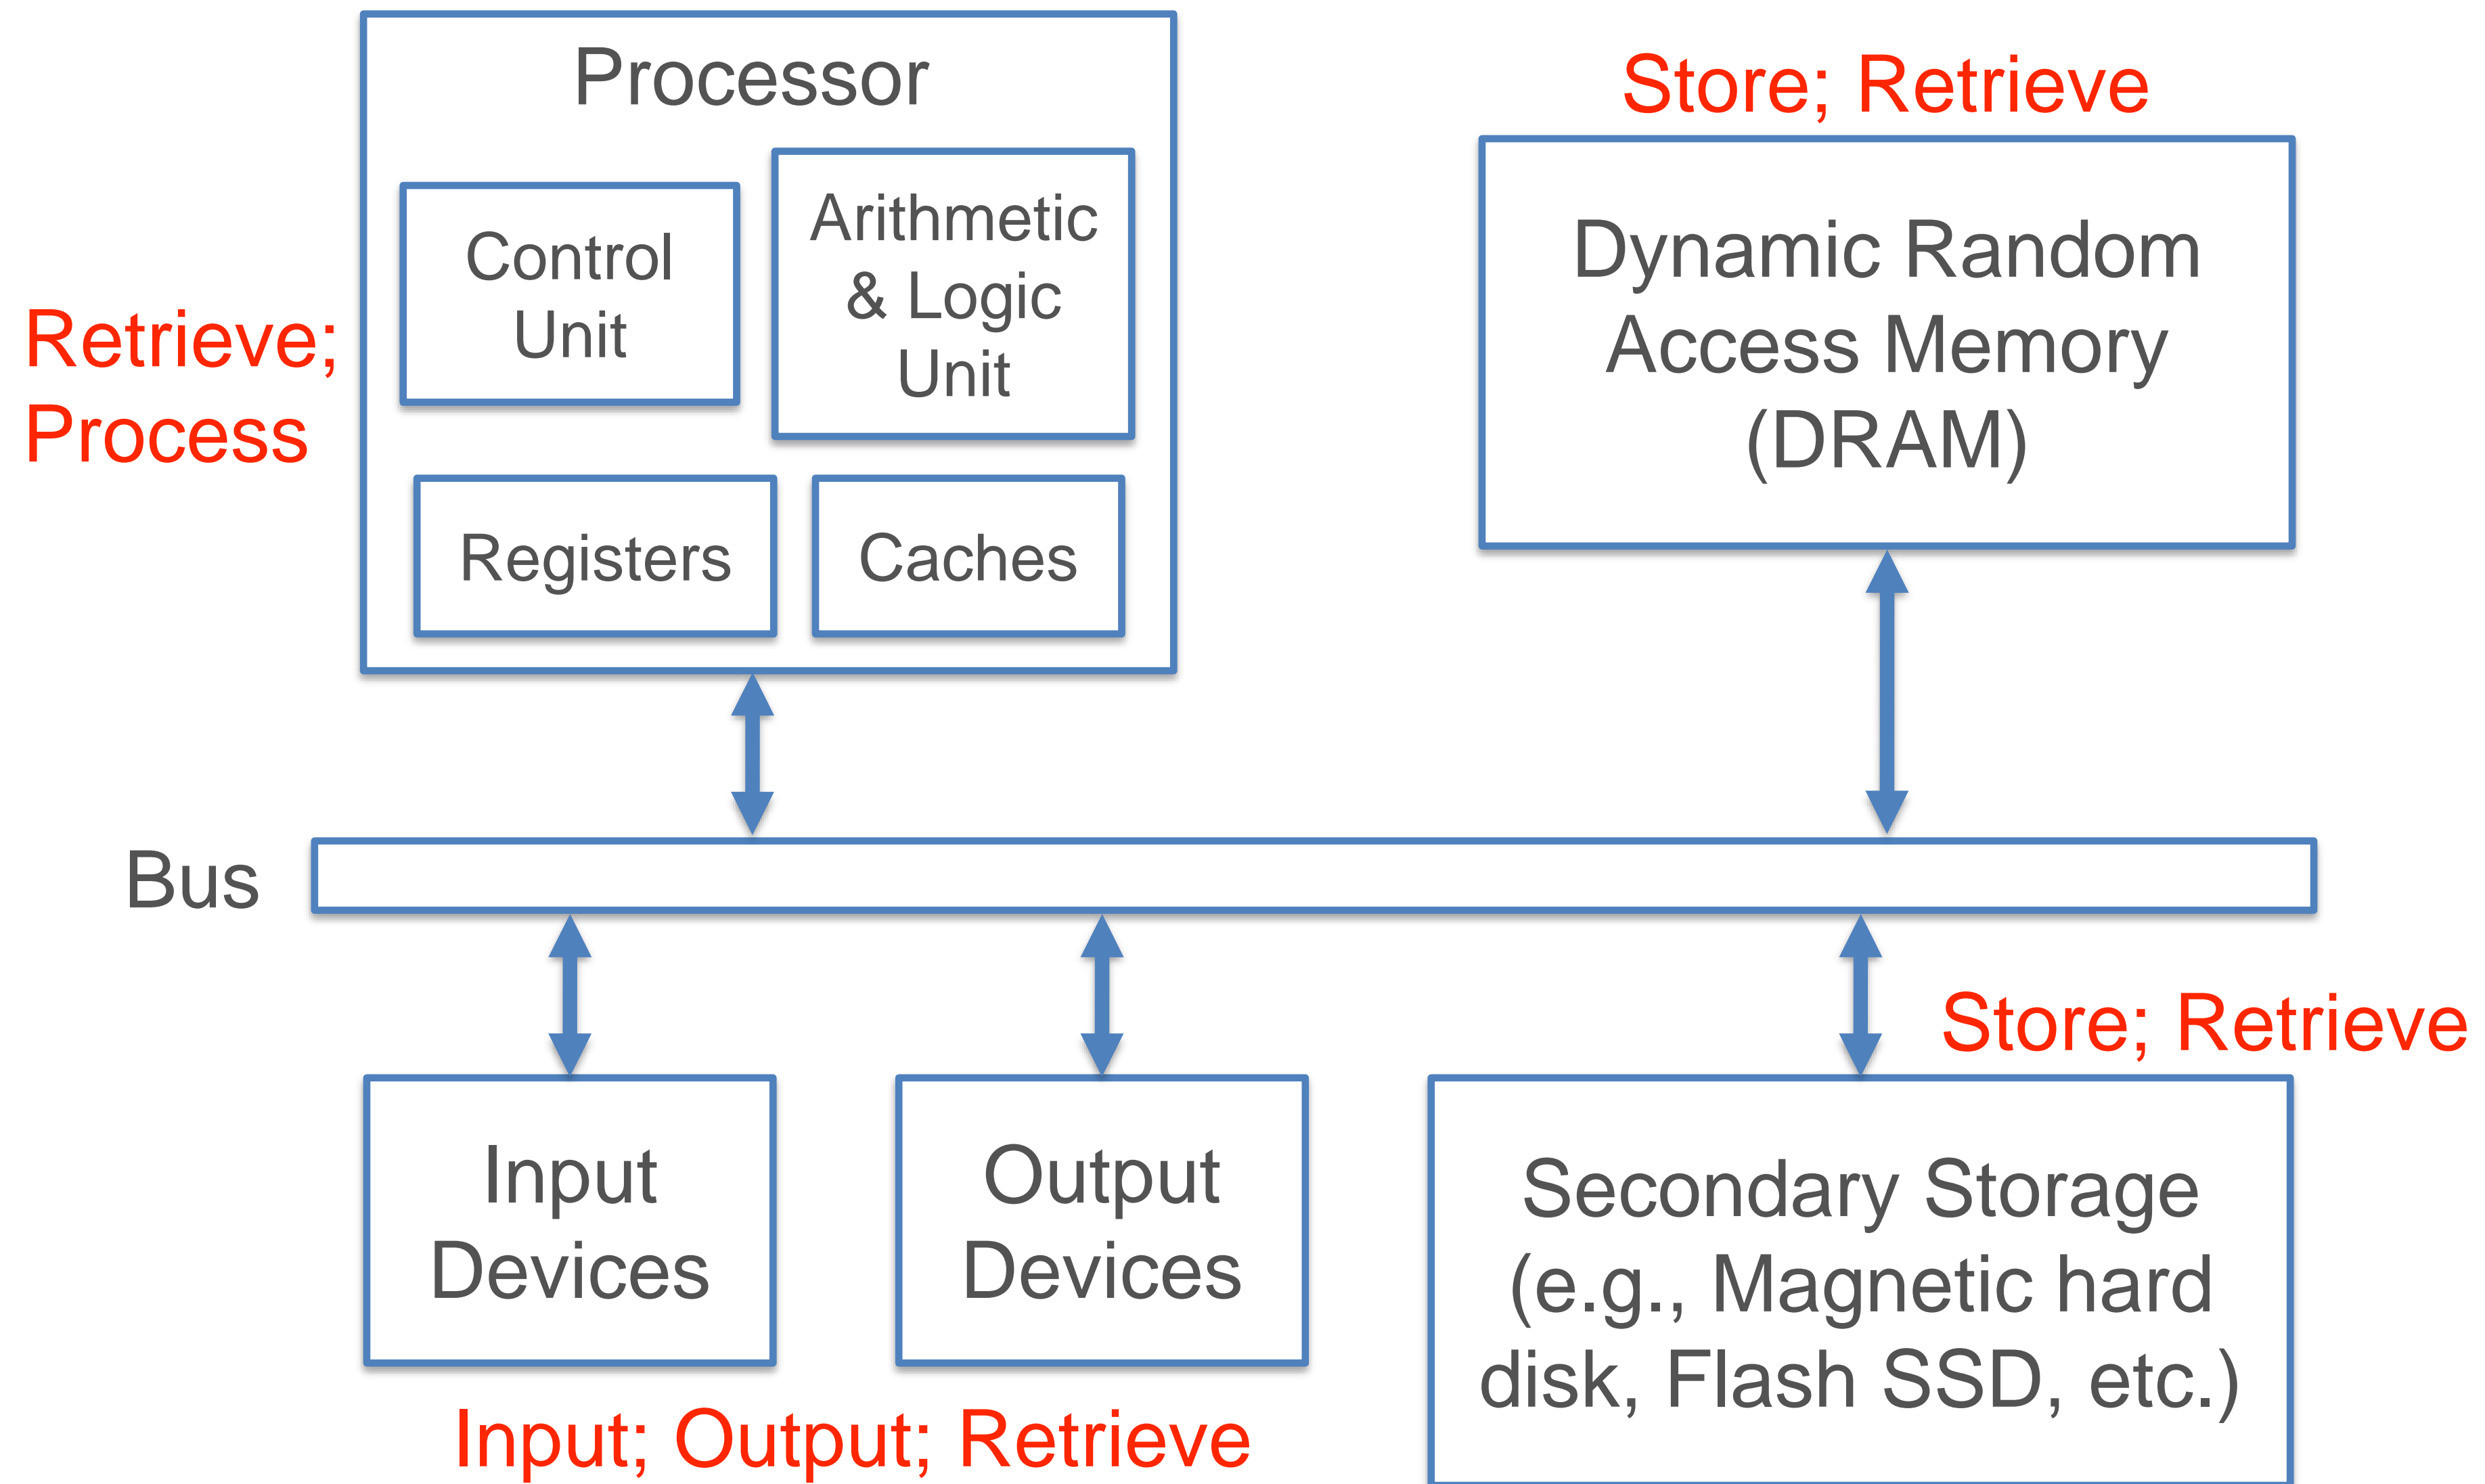 Processor
Control
Unit
Arithmetic
& Logic
Unit
Registers
Caches
Retrieve;
Process
Store; Retrieve
Dynamic Random
Access Memory
(DRAM)
Bus
Store; Retrieve
Input
Devices
Output
Devices
Input; Output; Retrieve
Secondary Storage
(e.g., Magnetic hard
disk, Flash SSD, etc.)